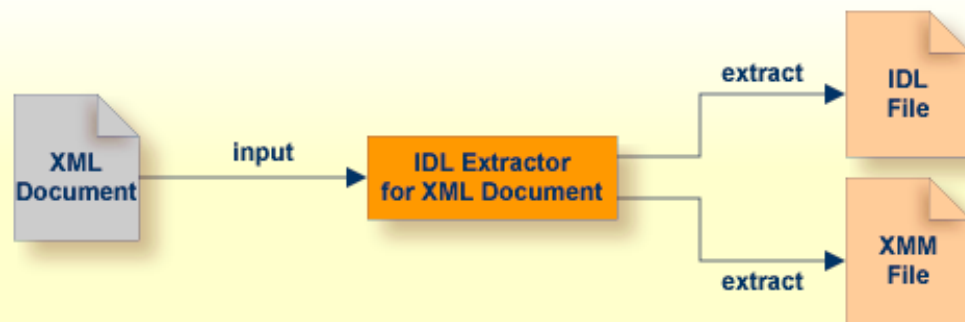 XML
Document
input
IDL Extractor
for XML Document
extract
IDL
File
extract
XMM
File